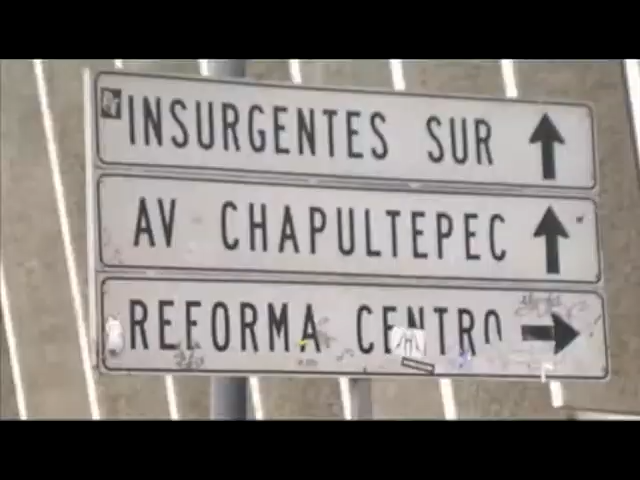 INSURGENTES SUR
AV CHAPULTEPEC
REFORMA CENTRO